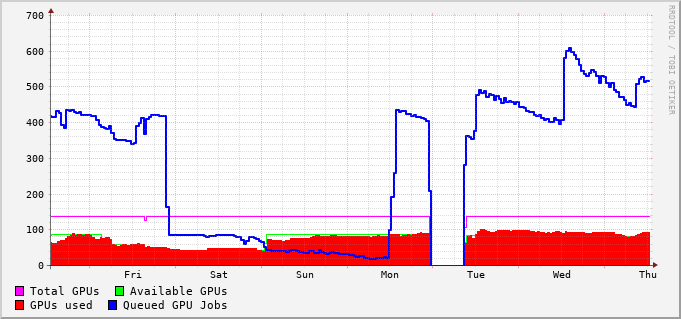 700
600
500
400
300
200
100
0
Fri Sat Sun Mon Tue Wed Thu
Total GPUs Available GPUs
GPUs used Queued GPU Jobs
RRDTOOL / TOBI OETIKER